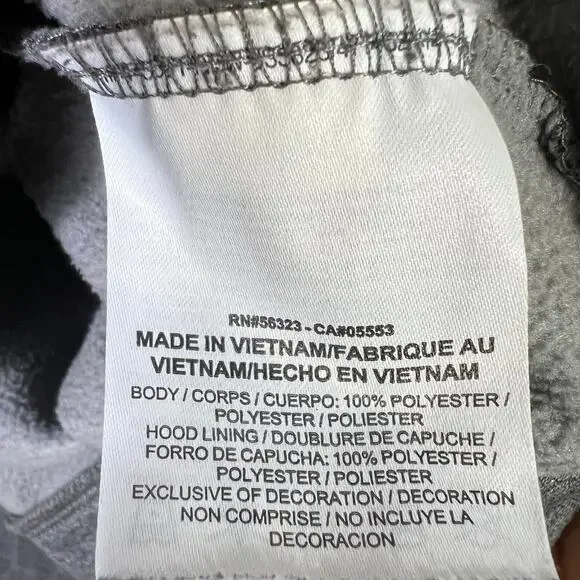 RN#56323-CA#05553
MADE IN VIETNAM/FABRIQUE AU
VIETNAM/HECHO EN VIETNAM
BODY / CORPS / CUERPO: 100% POLYESTER /
POLYESTER / POLIESTER
HOOD LINING / DOUBLURE DE CAPUCHE /
FORRO DE CAPUCHA: 100% POLYESTER /
POLYESTER / POLIESTER
EXCLUSIVE OF DECORATION / DECORATION
NON COMPRISE / NO INCLUYE LA
DECORACION